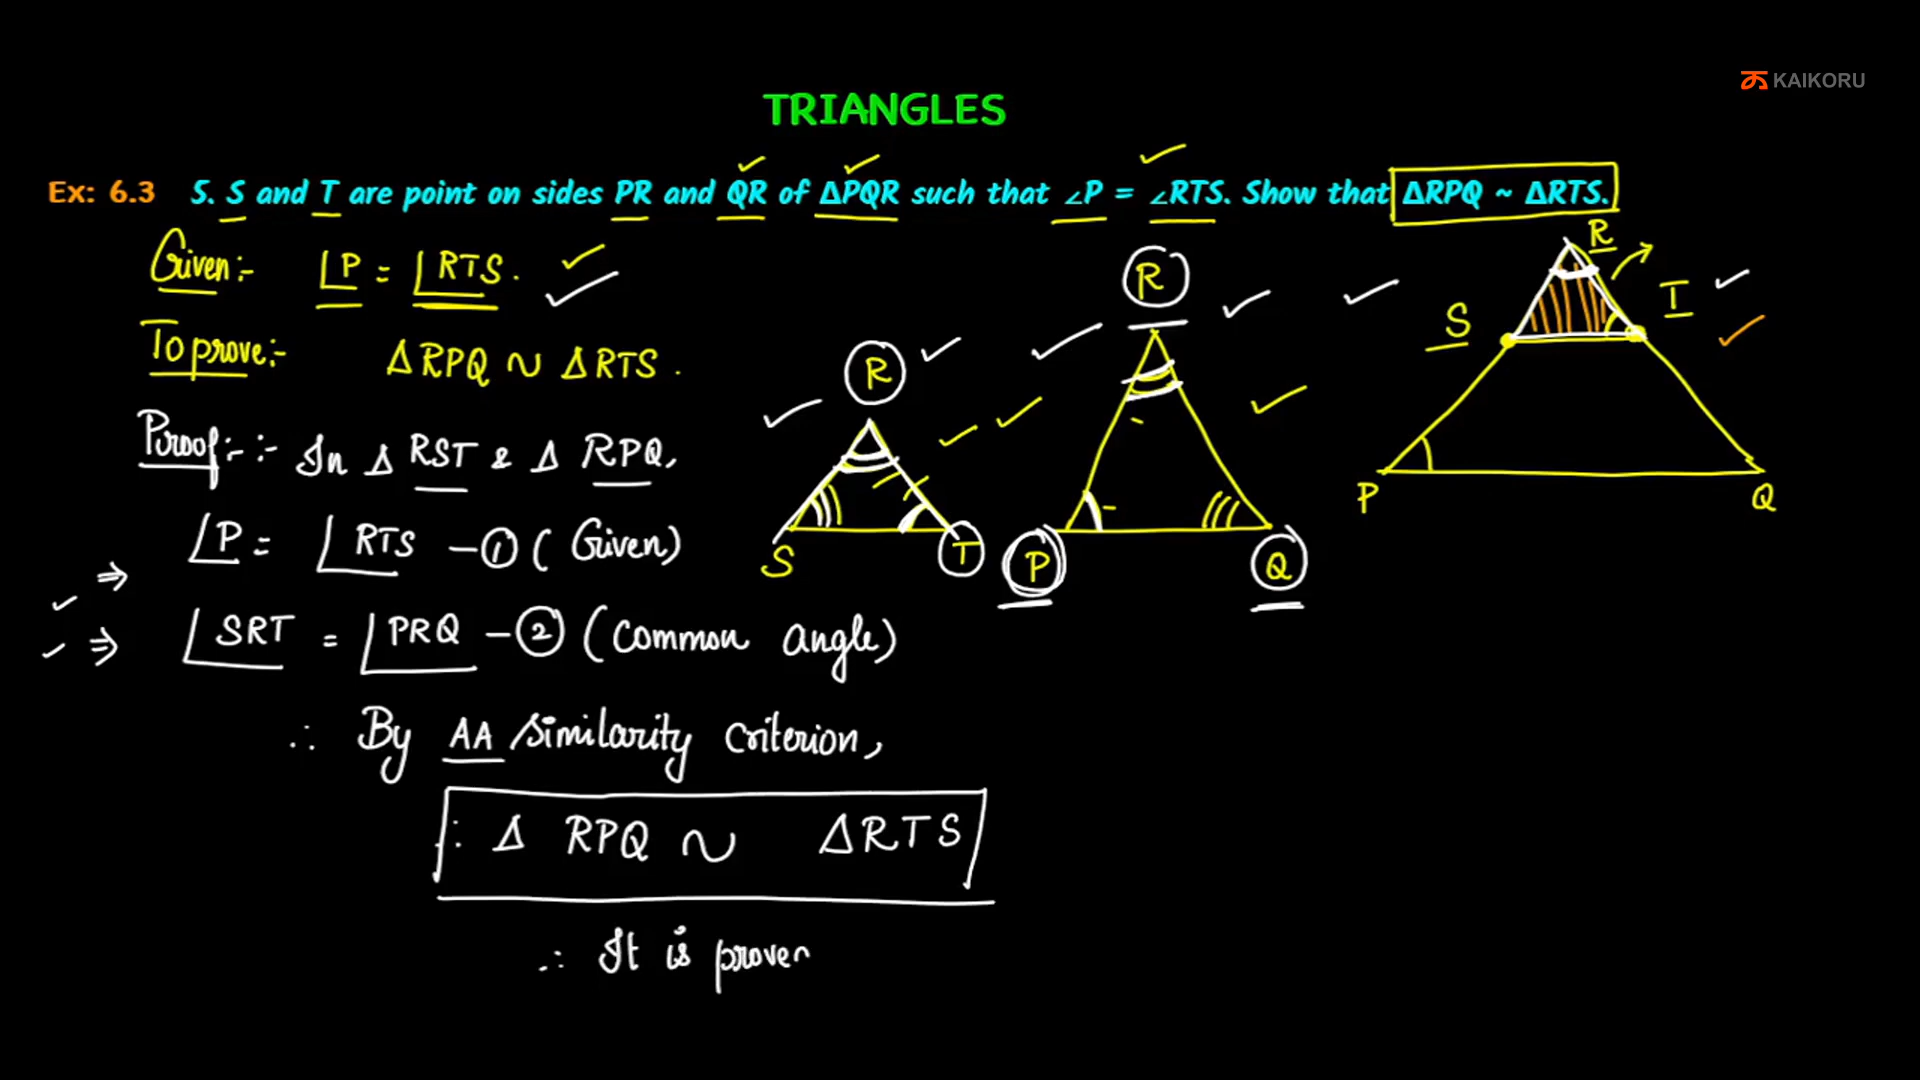 KAIKORU
TRIANGLES
Ex: 6.3 5. S and T are point on sides PR and QR of ΔPQR such that ∠P = ∠RTS. Show that ΔRPQ ~ ΔRTS.
Given:- ∠P = ∠RTS.
To prove:- Δ RPQ ~ Δ RTS.
Proof:-:- In Δ RST & Δ RPQ,
∠P = ∠RTS - ① (Given)
⇒
⇒ ∠SRT = ∠PRQ - ② (Common angle)
∴ By AA Similarity Criterion,
∴ Δ RPQ ~ ΔRTS
∴ It is proven
R
S
T
R
P
Q
R
S
T
P
Q